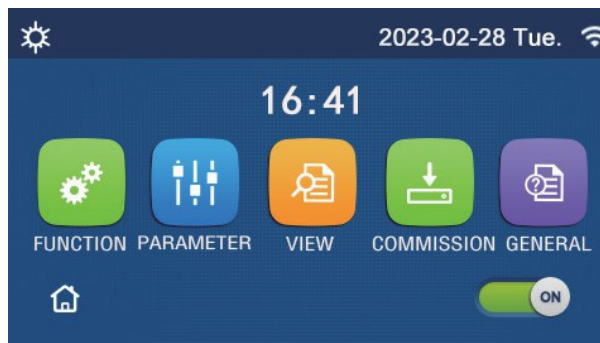 2023-02-28 Tue.
16:41
FUNCTION PARAMETER VIEW COMMISSION GENERAL
ON